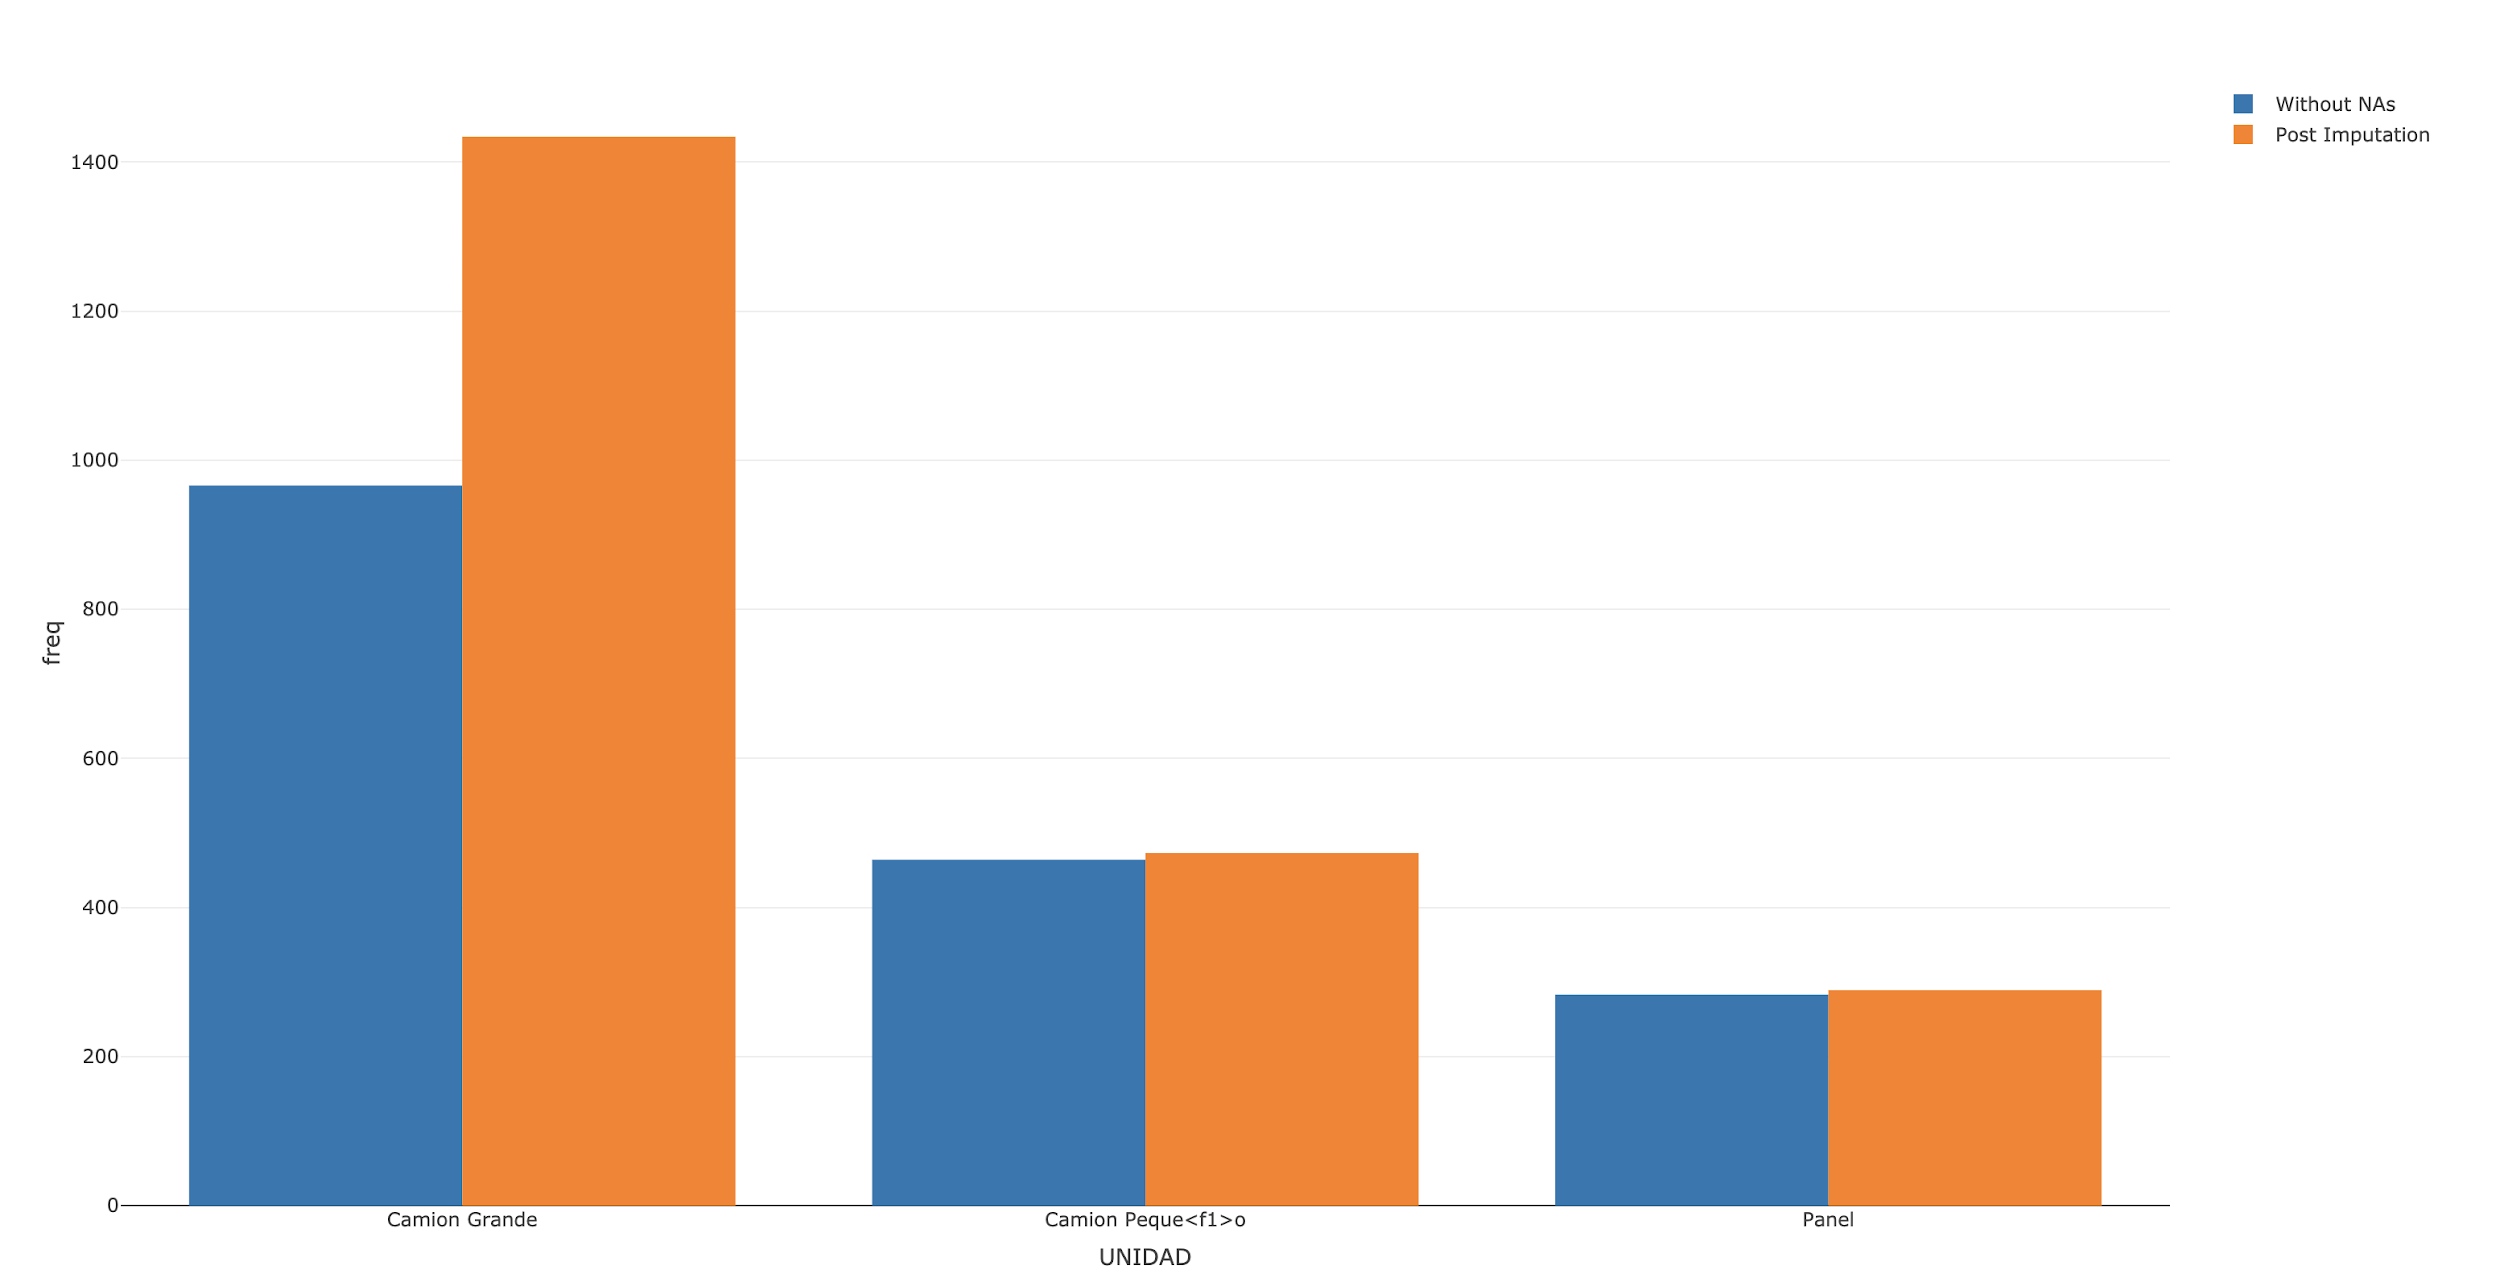 Without NAs
Post Imputation
1400
1200
1000
800
600
400
200
0
freq
Camion Grande
Camion Peque<f1>o
Panel
UNIDAD